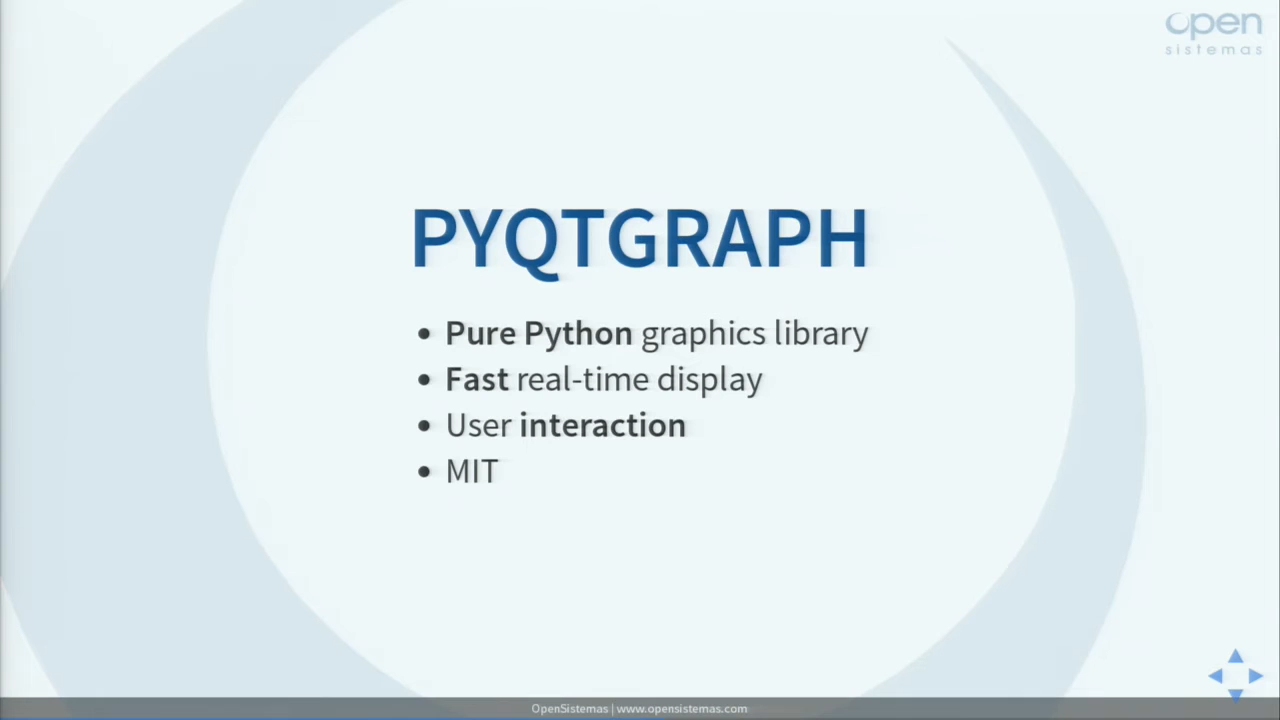 open
sistemas
PYQTGRAPH
Pure Python graphics library
Fast real-time display
User interaction
MIT
OpenSistemas | www.opensistemas.com